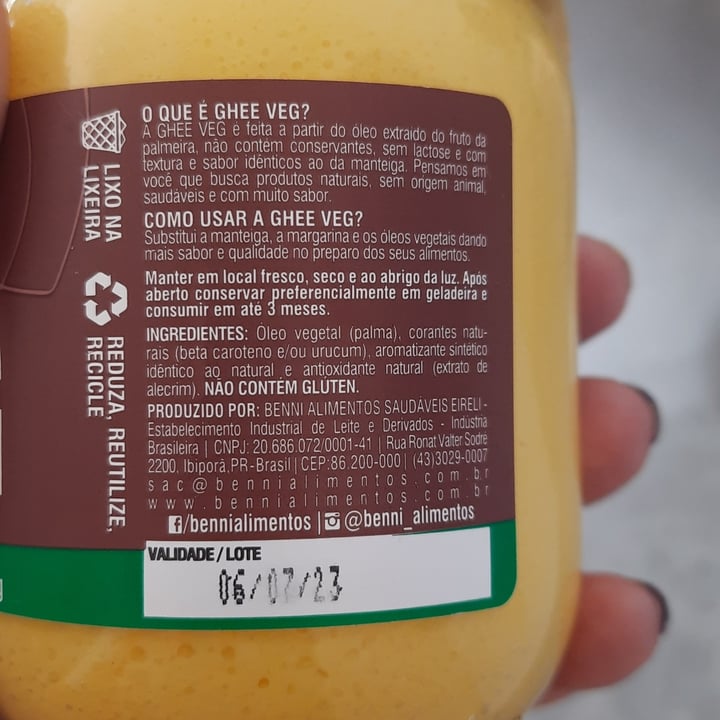 O QUE É GHEE VEG?
A GHEE VEG é feita a partir do óleo extraído do fruto da
palmeira, não contém conservantes, sem lactose e com
textura e sabor idênticos ao da manteiga. Pensamos em
você que busca produtos naturais, sem origem animal,
saudáveis e com muito sabor.
COMO USAR A GHEE VEG?
Substitui a manteiga, a margarina e os óleos vegetais dando
mais sabor e qualidade no preparo dos seus alimentos.
Manter em local fresco, seco e ao abrigo da luz. Após
aberto conservar preferencialmente em geladeira e
consumir em até 3 meses.
INGREDIENTES: Óleo vegetal (palma), corantes natu-
rais (beta caroteno e/ou urucum), aromatizante sintético
idêntico ao natural e antioxidante natural (extrato de
alecrim). NÃO CONTÉM GLÚTEN.
PRODUZIDO POR: BENNI ALIMENTOS SAUDÁVEIS EIRELI -
Estabelecimento Industrial de Leite e Derivados - Indústria
Brasileira | CNPJ: 20.686.072/0001-41 | Rua Ronat Valter Sodré
2200, Ibiporã, PR-Brasil | CEP: 86.200-000 | (43)3029-0007
sac@bennialimentos.com.br
www.bennialimentos.com.br
f/bennialimentos | @benni_alimentos
VALIDADE / LOTE
06/07/23
LIXO NA
LIXEIRA
REDUZA, REUTILIZE,
RECICLE